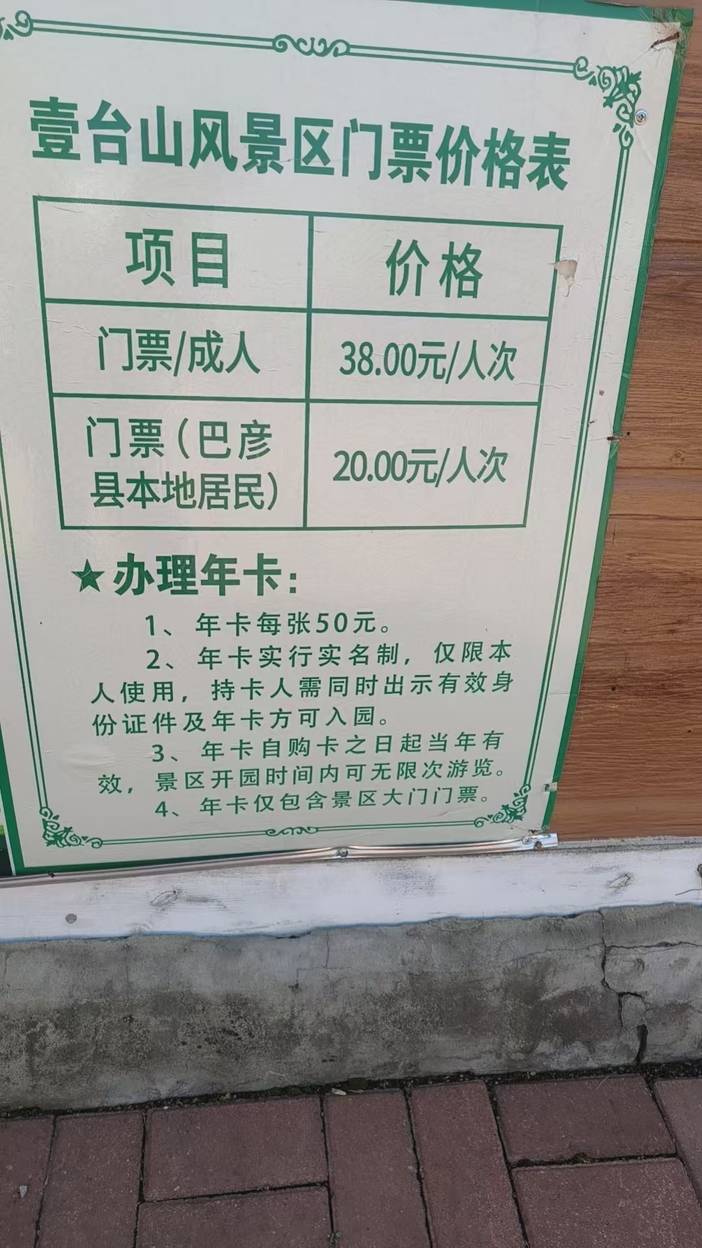 壹台山风景区门票价格表
项目 价格
门票/成人 38.00元/人次
门票(巴彦
县本地居民) 20.00元/人次
★办理年卡:
1、年卡每张50元。
2、年卡实行实名制,仅限本
人使用,持卡人需同时出示有效身
份证件及年卡方可入园。
3、年卡自购卡之日起当年有
效,景区开园时间内可无限次游览。
4、年卡仅包含景区大门门票。